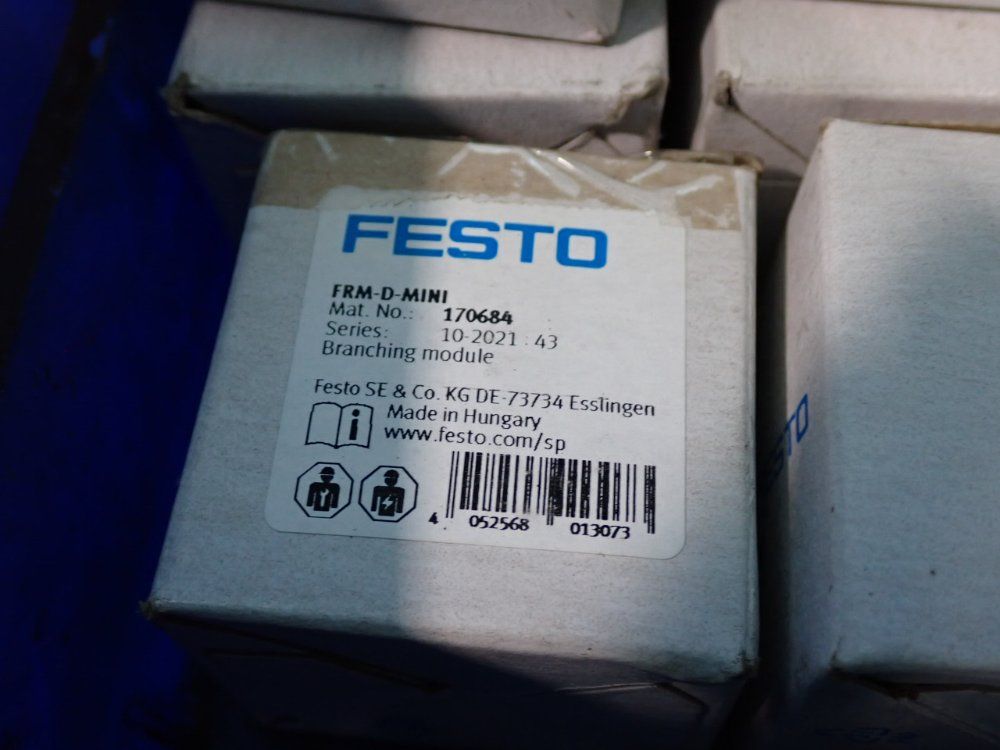 FESTO
FRM-D-MINI
Mat. No.: 170684
Series: 10-2021 : 43
Branching module
Festo SE & Co. KG DE-73734 Esslingen
Made in Hungary
www.festo.com/sp
4 052568 013073
STO